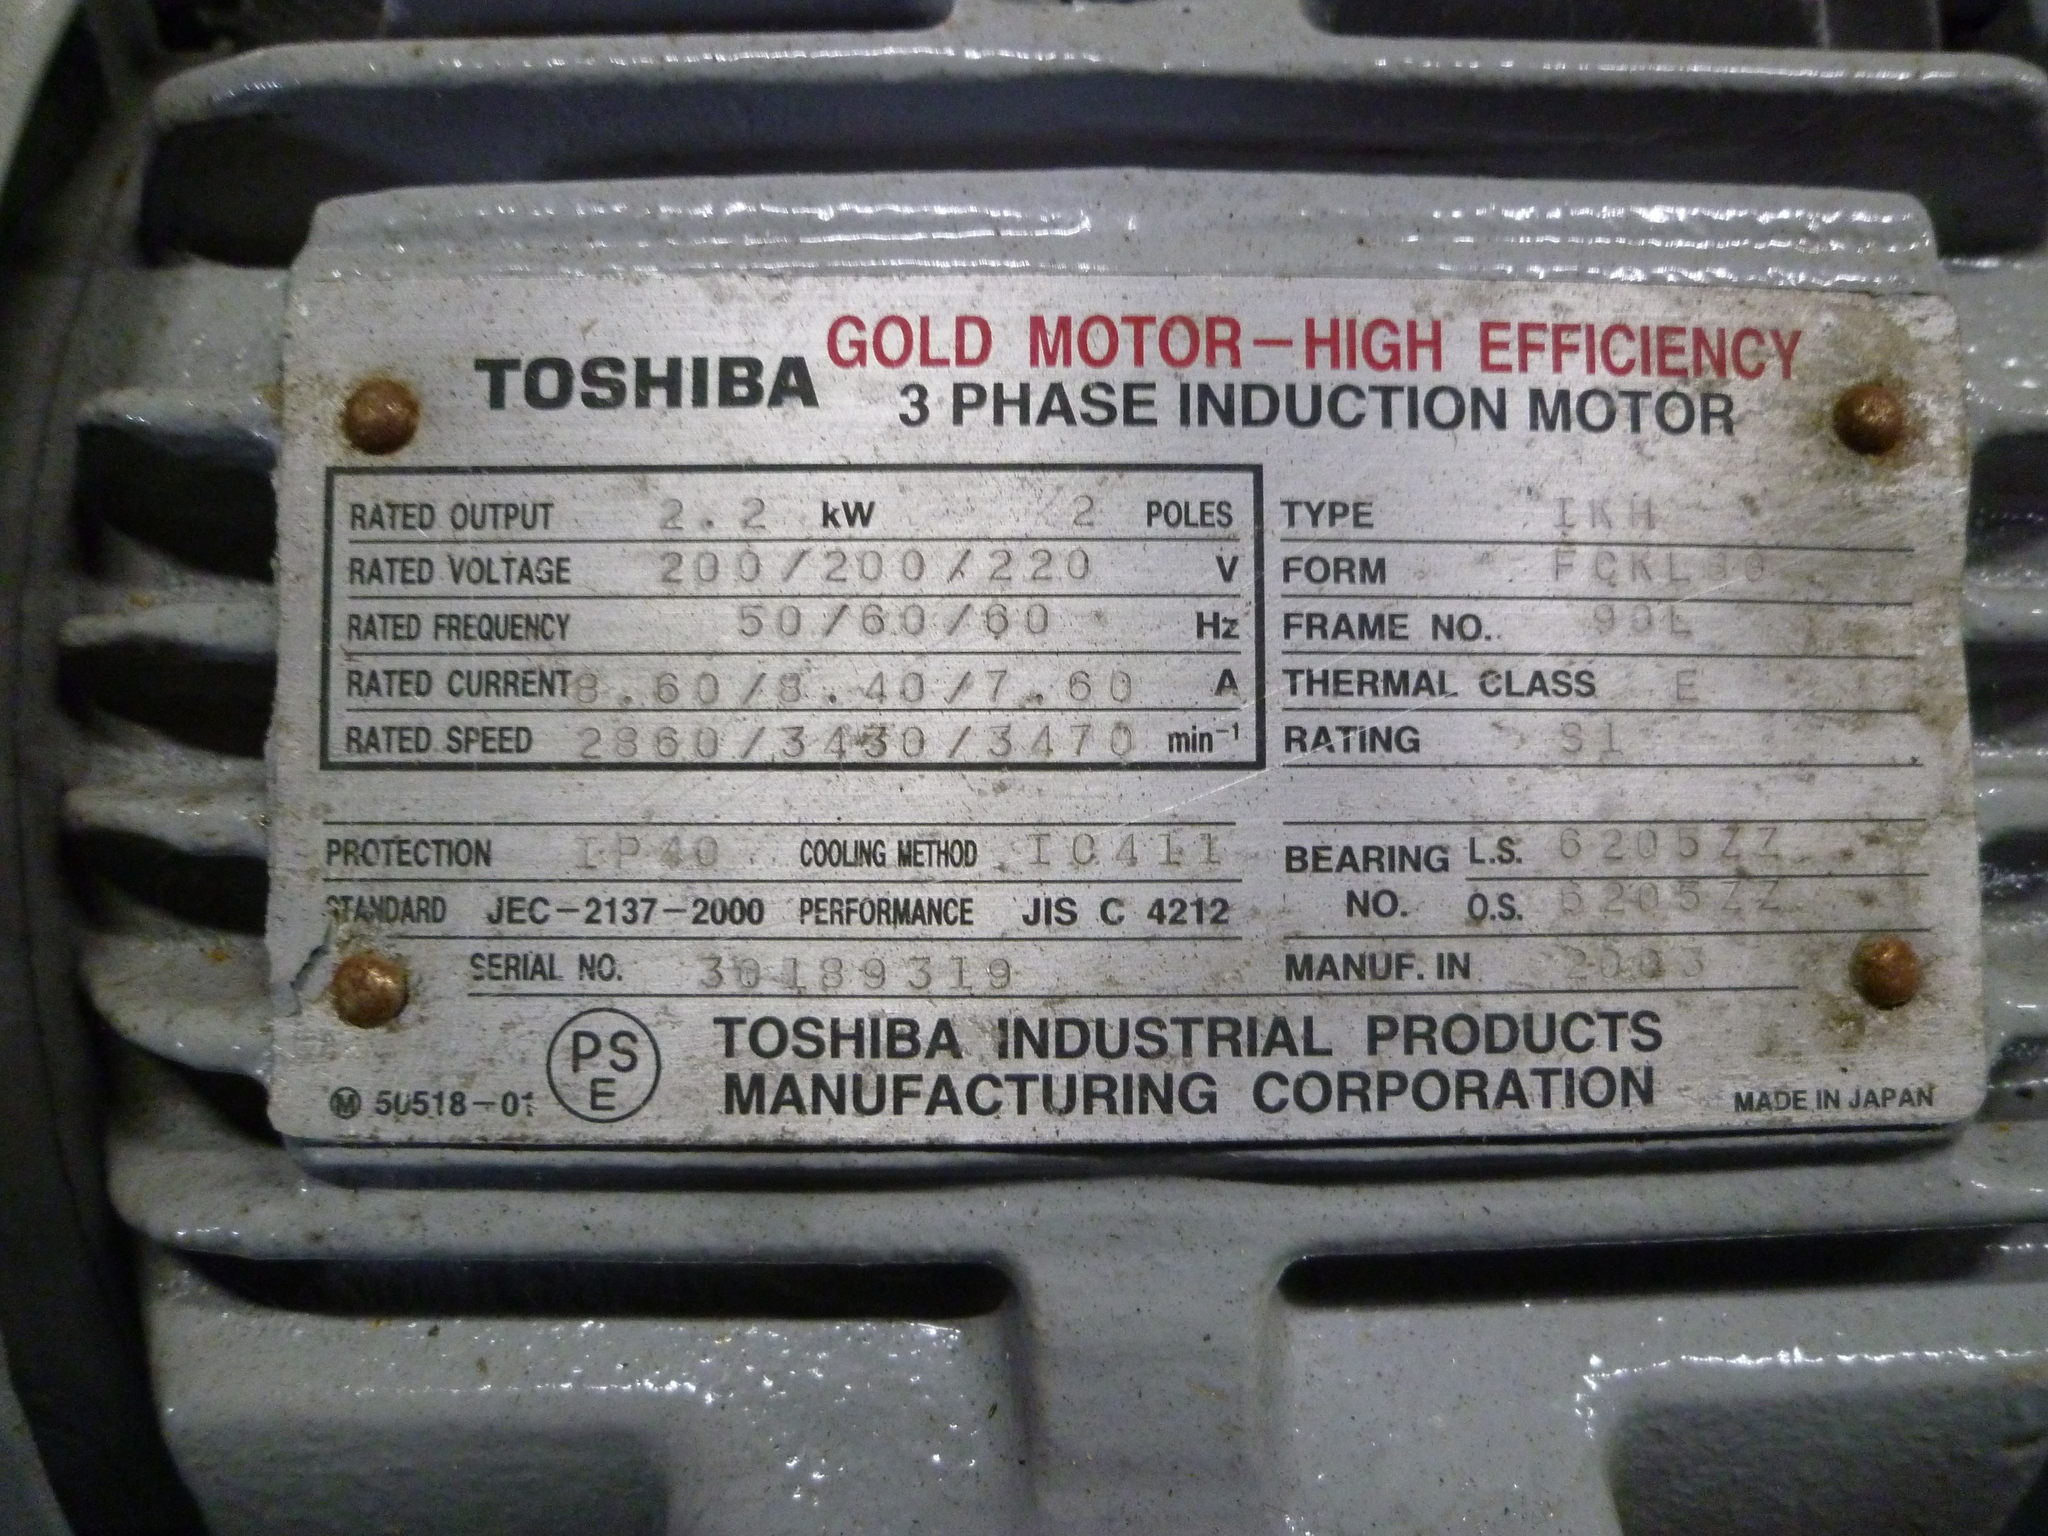 TOSHIBA GOLD MOTOR－HIGH EFFICIENCY
3 PHASE INDUCTION MOTOR
RATED OUTPUT 2.2 kW 2 POLES
RATED VOLTAGE 200/200/220 V
RATED FREQUENCY 50/60/60 Hz
RATED CURRENT 8.60/8.40/7.60 A
RATED SPEED 2860/3430/3470 min⁻¹
TYPE IKH
FORM
FRAME NO. 90L
THERMAL CLASS E
RATING S1
PROTECTION IP40 COOLING METHOD IC411
STANDARD JEC－2137－2000 PERFORMANCE JIS C 4212
SERIAL NO. 30189319
BEARING NO. L.S. 6205ZZ
O.S. 6205ZZ
MANUF. IN 2003
Ⓜ 50518－01
PS
E
TOSHIBA INDUSTRIAL PRODUCTS
MANUFACTURING CORPORATION
MADE IN JAPAN